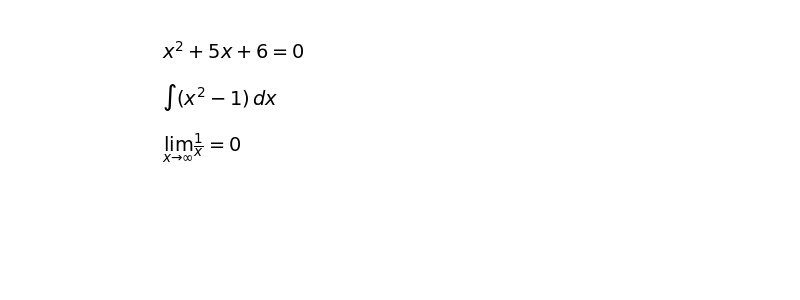 x² + 5x + 6 = 0
∫(x² − 1) dx
lim_{x→∞} 1/x = 0